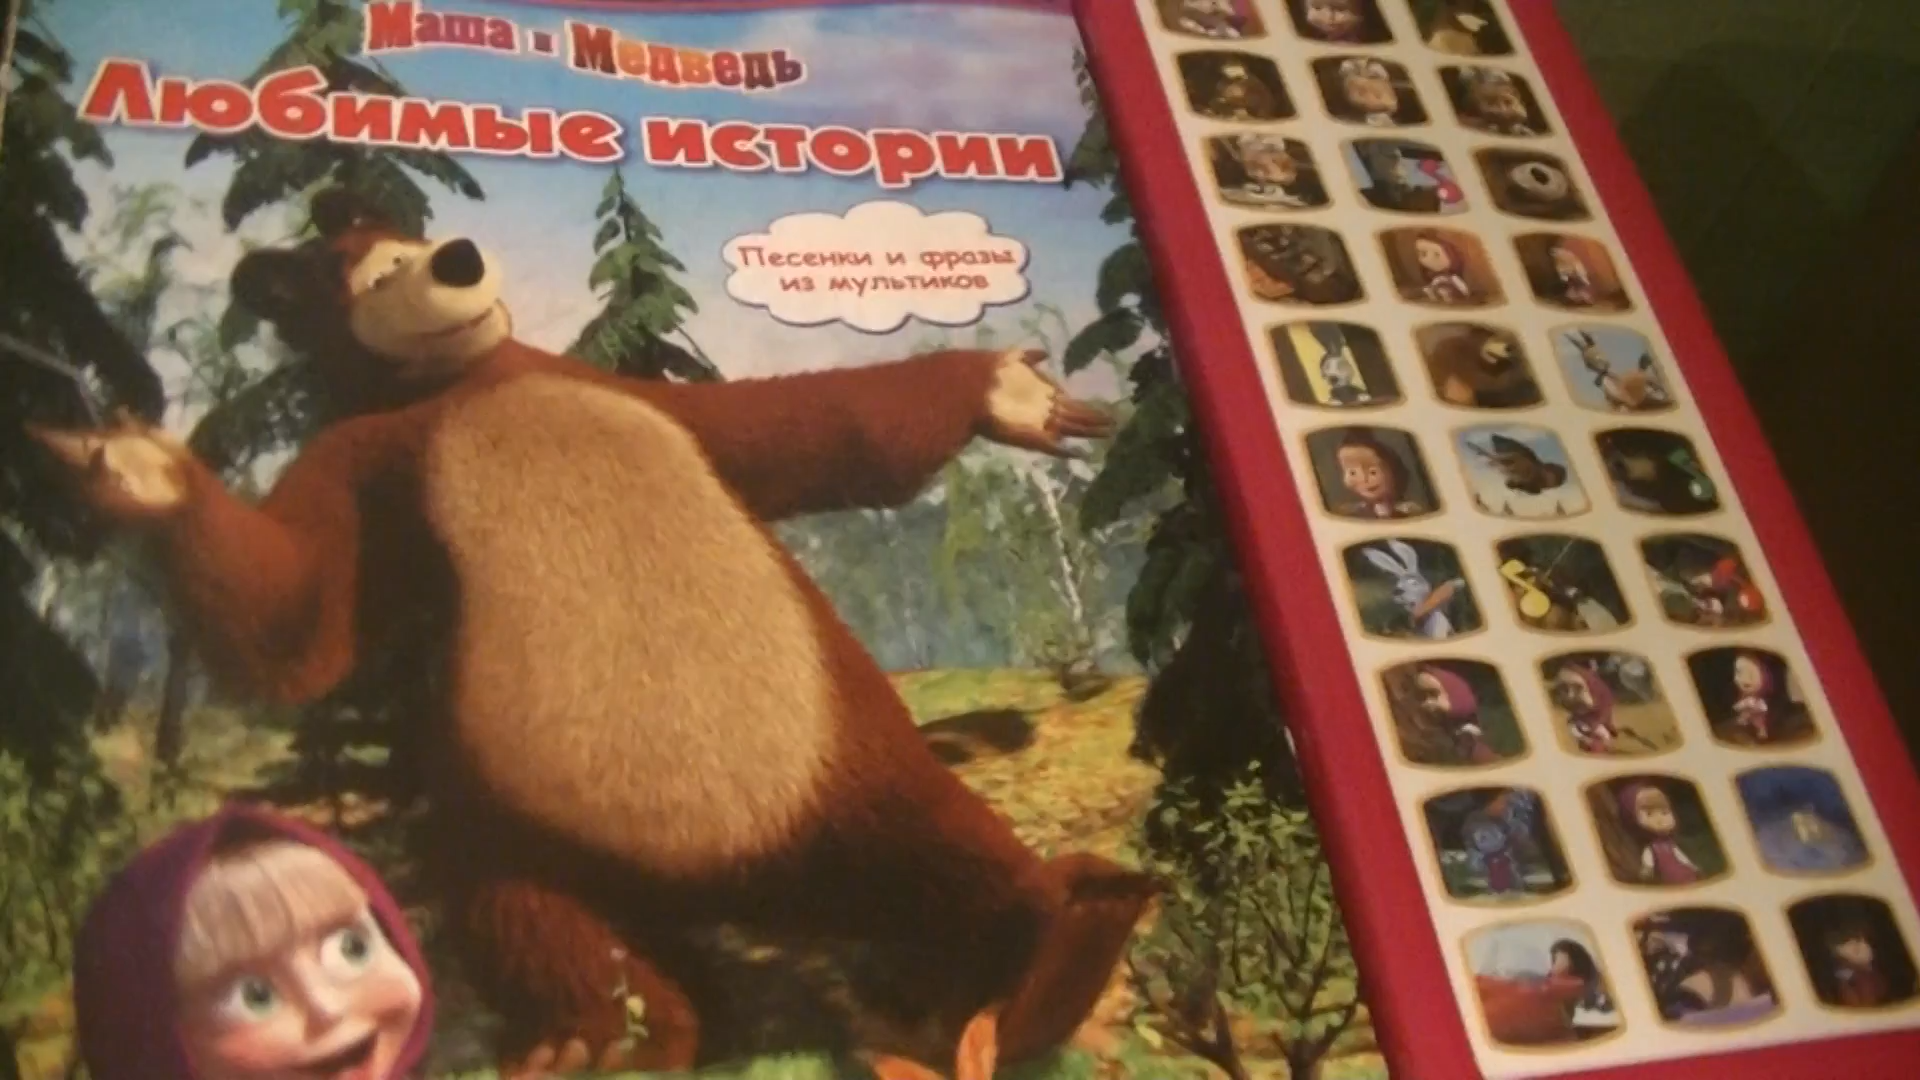 Маша и Медведь
Любимые истории
Песенки и фразы
из мультиков